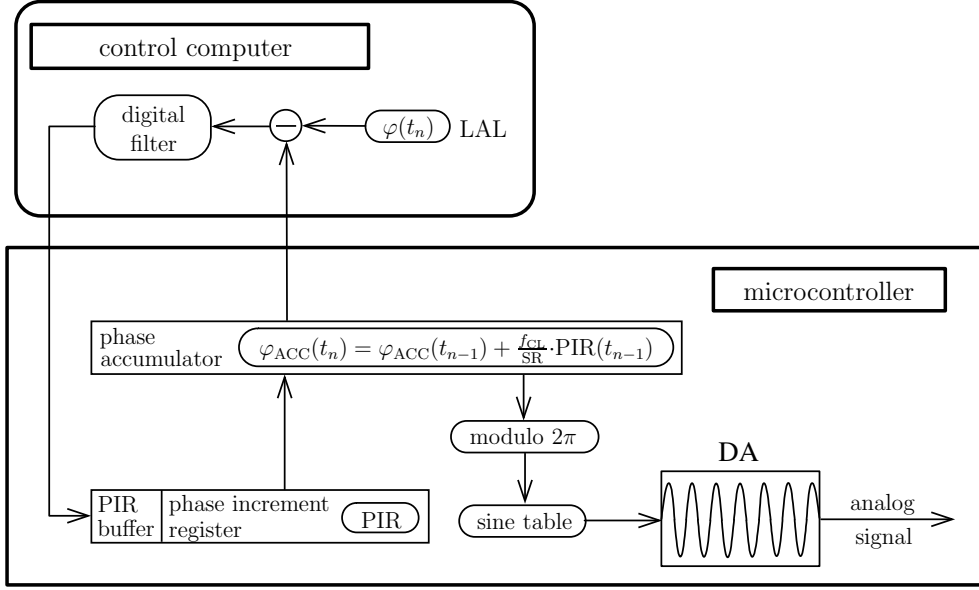 control computer
digital
filter
−
φ(t_n) LAL
microcontroller
phase
accumulator
φ_ACC(t_n) = φ_ACC(t_{n−1}) + f_CL/SR·PIR(t_{n−1})
modulo 2π
DA
PIR
buffer
phase increment
register
PIR
sine table
analog
signal